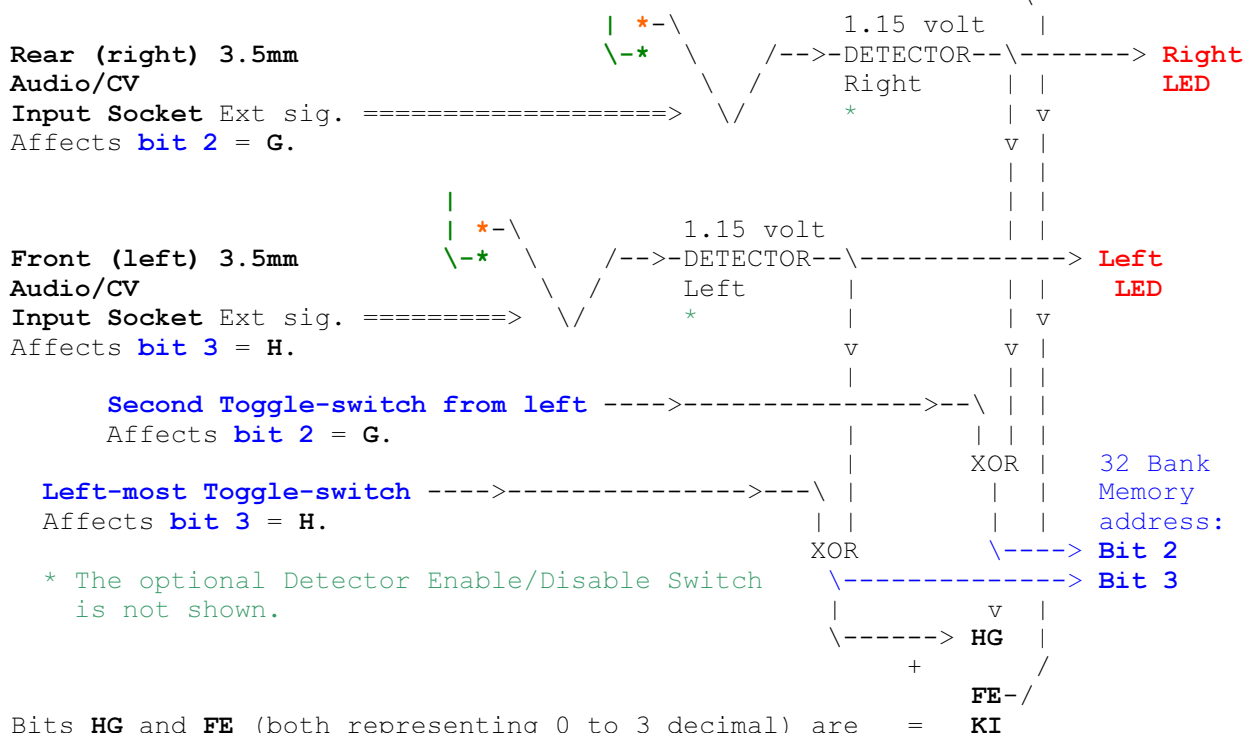 | *-\ 1.15 volt |
Rear (right) 3.5mm \-* \ /-->-DETECTOR--\-------> Right
Audio/CV \ / Right | | LED
Input Socket Ext sig. ==================> \/ * | v
Affects bit 2 = G. v |
| |
| | |
| *-\ 1.15 volt | |
Front (left) 3.5mm \-* \ /-->-DETECTOR--\-------------> Left
Audio/CV \ / Left | | | LED
Input Socket Ext sig. =========> \/ * | | v
Affects bit 3 = H. v v |
| | |
Second Toggle-switch from left ---->--------------->--\ | |
Affects bit 2 = G. | | | |
| XOR | 32 Bank
Left-most Toggle-switch ---->--------------->---\ | | | Memory
Affects bit 3 = H. | | | | address:
XOR \----> Bit 2
* The optional Detector Enable/Disable Switch \--------------> Bit 3
is not shown. | v |
\------> HG |
+ /
FE-/
Bits HG and FE (both representing 0 to 3 decimal) are = KI